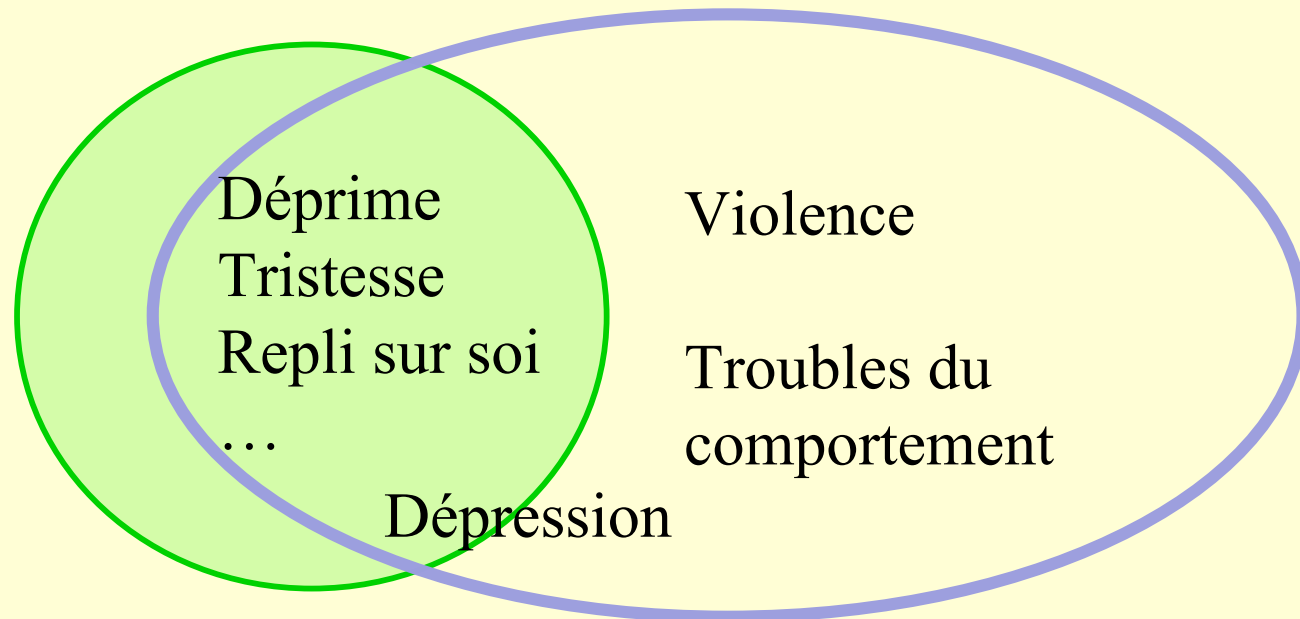 Déprime
Tristesse
Repli sur soi
…
Dépression
Violence
Troubles du
comportement